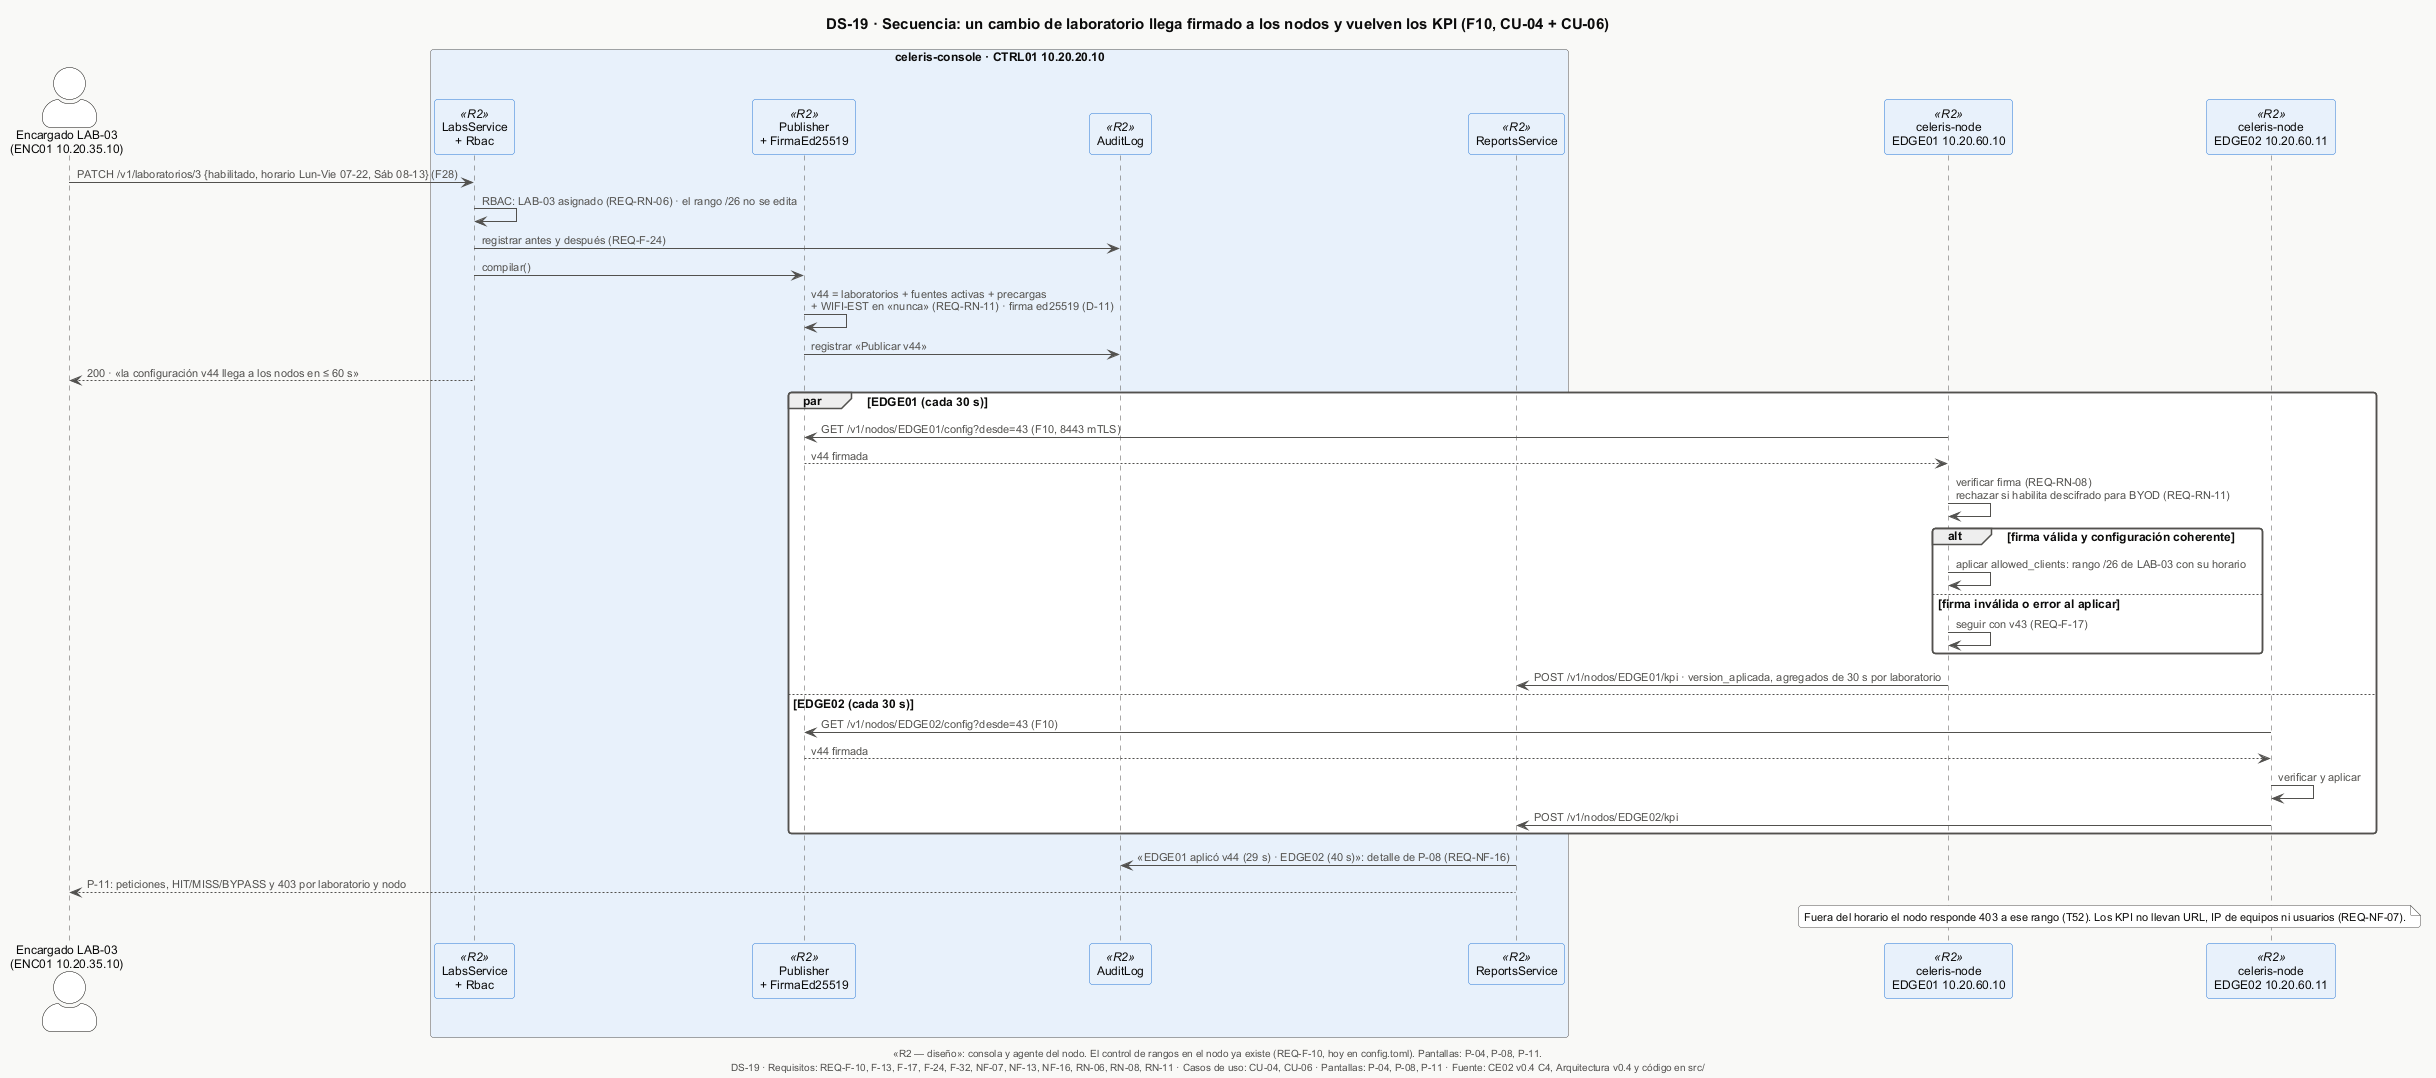 DS-19 · Secuencia: un cambio de laboratorio llega firmado a los nodos y vuelven los KPI (F10, CU-04 + CU-06)
celeris-console · CTRL01 10.20.20.10
Encargado LAB-03
(ENC01 10.20.35.10)
«R2»
LabsService
+ Rbac
«R2»
Publisher
+ FirmaEd25519
«R2»
AuditLog
«R2»
ReportsService
«R2»
celeris-node
EDGE01 10.20.60.10
«R2»
celeris-node
EDGE02 10.20.60.11
PATCH /v1/laboratorios/3 {habilitado, horario Lun-Vie 07-22, Sáb 08-13} (F28)
RBAC: LAB-03 asignado (REQ-RN-06) · el rango /26 no se edita
registrar antes y después (REQ-F-24)
compilar()
v44 = laboratorios + fuentes activas + precargas
+ WIFI-EST en «nunca» (REQ-RN-11) · firma ed25519 (D-11)
registrar «Publicar v44»
200 · «la configuración v44 llega a los nodos en ≤ 60 s»
par [EDGE01 (cada 30 s)]
GET /v1/nodos/EDGE01/config?desde=43 (F10, 8443 mTLS)
v44 firmada
verificar firma (REQ-RN-08)
rechazar si habilita descifrado para BYOD (REQ-RN-11)
alt [firma válida y configuración coherente]
aplicar allowed_clients: rango /26 de LAB-03 con su horario
[firma inválida o error al aplicar]
seguir con v43 (REQ-F-17)
POST /v1/nodos/EDGE01/kpi · version_aplicada, agregados de 30 s por laboratorio
[EDGE02 (cada 30 s)]
GET /v1/nodos/EDGE02/config?desde=43 (F10)
v44 firmada
verificar y aplicar
POST /v1/nodos/EDGE02/kpi
«EDGE01 aplicó v44 (29 s) · EDGE02 (40 s)»: detalle de P-08 (REQ-NF-16)
P-11: peticiones, HIT/MISS/BYPASS y 403 por laboratorio y nodo
Fuera del horario el nodo responde 403 a ese rango (T52). Los KPI no llevan URL, IP de equipos ni usuarios (REQ-NF-07).
Encargado LAB-03
(ENC01 10.20.35.10)
«R2»
LabsService
+ Rbac
«R2»
Publisher
+ FirmaEd25519
«R2»
AuditLog
«R2»
ReportsService
«R2»
celeris-node
EDGE01 10.20.60.10
«R2»
celeris-node
EDGE02 10.20.60.11
«R2 — diseño»: consola y agente del nodo. El control de rangos en el nodo ya existe (REQ-F-10, hoy en config.toml). Pantallas: P-04, P-08, P-11.
DS-19 · Requisitos: REQ-F-10, F-13, F-17, F-24, F-32, NF-07, NF-13, NF-16, RN-06, RN-08, RN-11 · Casos de uso: CU-04, CU-06 · Pantallas: P-04, P-08, P-11 · Fuente: CE02 v0.4 C4, Arquitectura v0.4 y código en src/